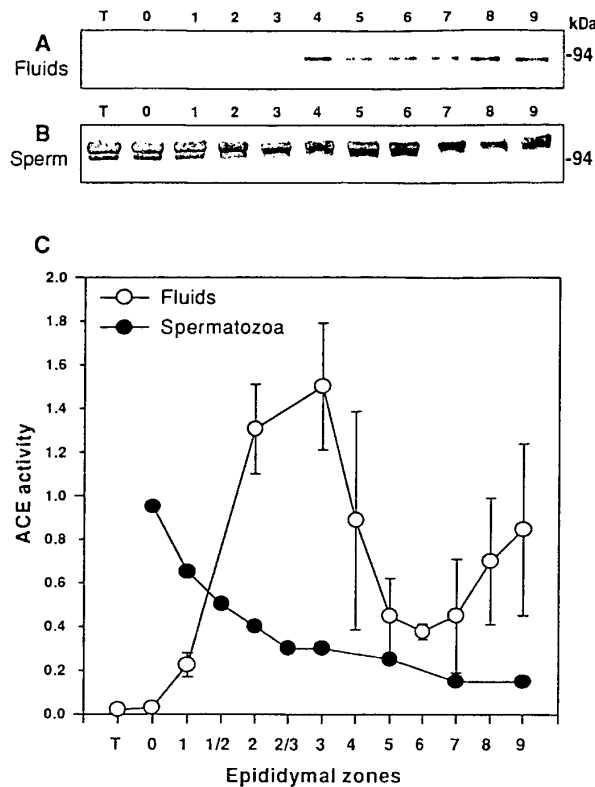 T 0 1 2 3 4 5 6 7 8 9 kDa
A
Fluids
-94
T 0 1 2 3 4 5 6 7 8 9
B
Sperm
-94
C
2.0
1.8
1.6
1.4
1.2
1.0
0.8
0.6
0.4
0.2
0.0
ACE activity
Fluids
Spermatozoa
T 0 1 1/2 2 2/3 3 4 5 6 7 8 9
Epididymal zones